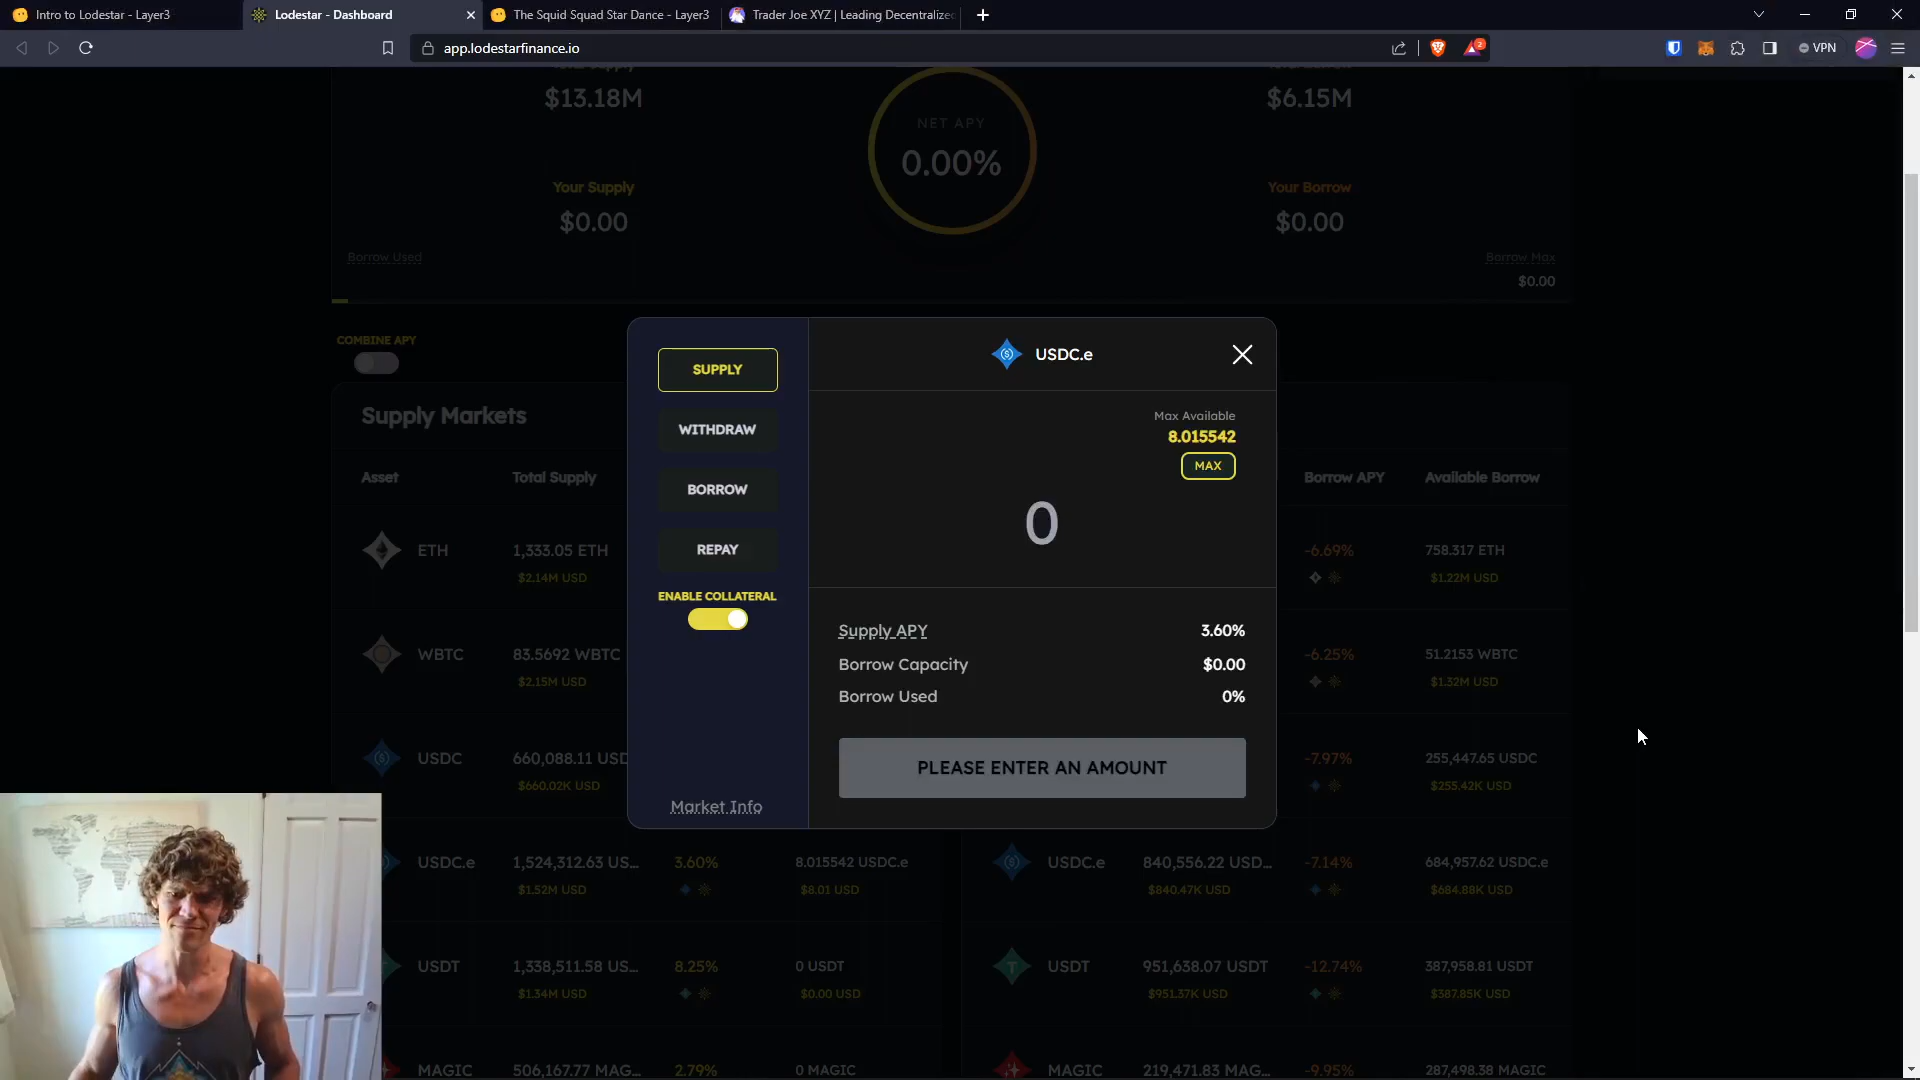 Intro to Lodestar - Layer3
Lodestar - Dashboard
The Squid Squad Star Dance - Layer3
Trader Joe XYZ | Leading Decentralize
app.lodestarfinance.io
2
VPN
$13.18M
$6.15M
NET APY
0.00%
Your Supply
$0.00
Your Borrow
$0.00
Borrow Used
Borrow Max
$0.00
COMBINE APY
SUPPLY
WITHDRAW
BORROW
REPAY
ENABLE COLLATERAL
Market Info
USDC.e
Max Available
8.015542
MAX
0
Supply APY 3.60%
Borrow Capacity $0.00
Borrow Used 0%
PLEASE ENTER AN AMOUNT
Supply Markets
Asset Total Supply Borrow APY Available Borrow
ETH 1,333.05 ETH -6.69% 758.317 ETH
$2.14M USD $1.22M USD
WBTC 83.5692 WBTC -6.25% 51.2153 WBTC
$2.15M USD $1.32M USD
USDC 660,088.11 USD -7.97% 255,447.65 USDC
$660.02K USD $255.42K USD
USDC.e 1,524,312.63 US... 3.60% 8.015542 USDC.e USDC.e 840,556.22 USD... -7.14% 684,957.62 USDC.e
$1.52M USD $8.01 USD $840.47K USD $684.88K USD
USDT 1,338,511.58 US... 8.25% 0 USDT USDT 951,638.07 USDT -12.74% 387,958.81 USDT
$1.34M USD $0.00 USD $951.37K USD $387.85K USD
MAGIC 506,167.77 MAG... 2.79% 0 MAGIC MAGIC 219,471.83 MAG... -9.95% 287,498.38 MAGIC